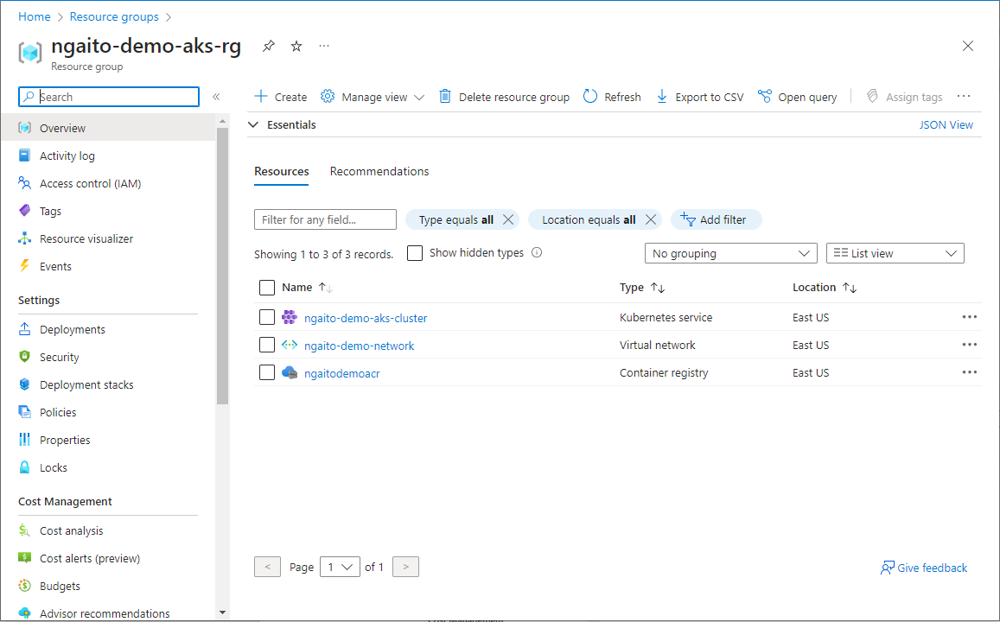 Home > Resource groups >
ngaito-demo-aks-rg ...
Resource group
Search «
Overview
Activity log
Access control (IAM)
Tags
Resource visualizer
Events
Settings
Deployments
Security
Deployment stacks
Policies
Properties
Locks
Cost Management
Cost analysis
Cost alerts (preview)
Budgets
Advisor recommendations
Create Manage view Delete resource group Refresh Export to CSV Open query Assign tags ...
Essentials JSON View
Resources Recommendations
Filter for any field... Type equals all Location equals all Add filter
Showing 1 to 3 of 3 records. Show hidden types No grouping List view
Name Type Location
ngaito-demo-aks-cluster Kubernetes service East US ...
ngaito-demo-network Virtual network East US ...
ngaitodemoacr Container registry East US ...
< Page 1 of 1 > Give feedback